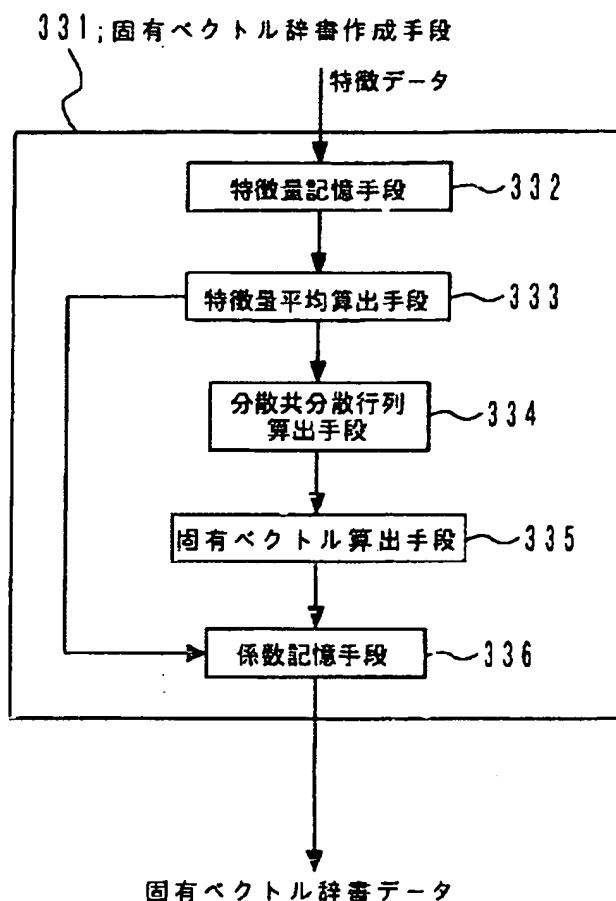 331;固有ベクトル辞書作成手段
特徴データ
特徴量記憶手段
332
特徴量平均算出手段
333
分散共分散行列
算出手段
334
固有ベクトル算出手段
335
係数記憶手段
336
固有ベクトル辞書データ